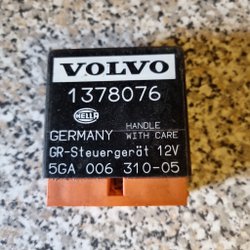 VOLVO
1378076
HELLA
GERMANY HANDLE WITH CARE
GR-Steuergerät 12V
5GA 006 310-05